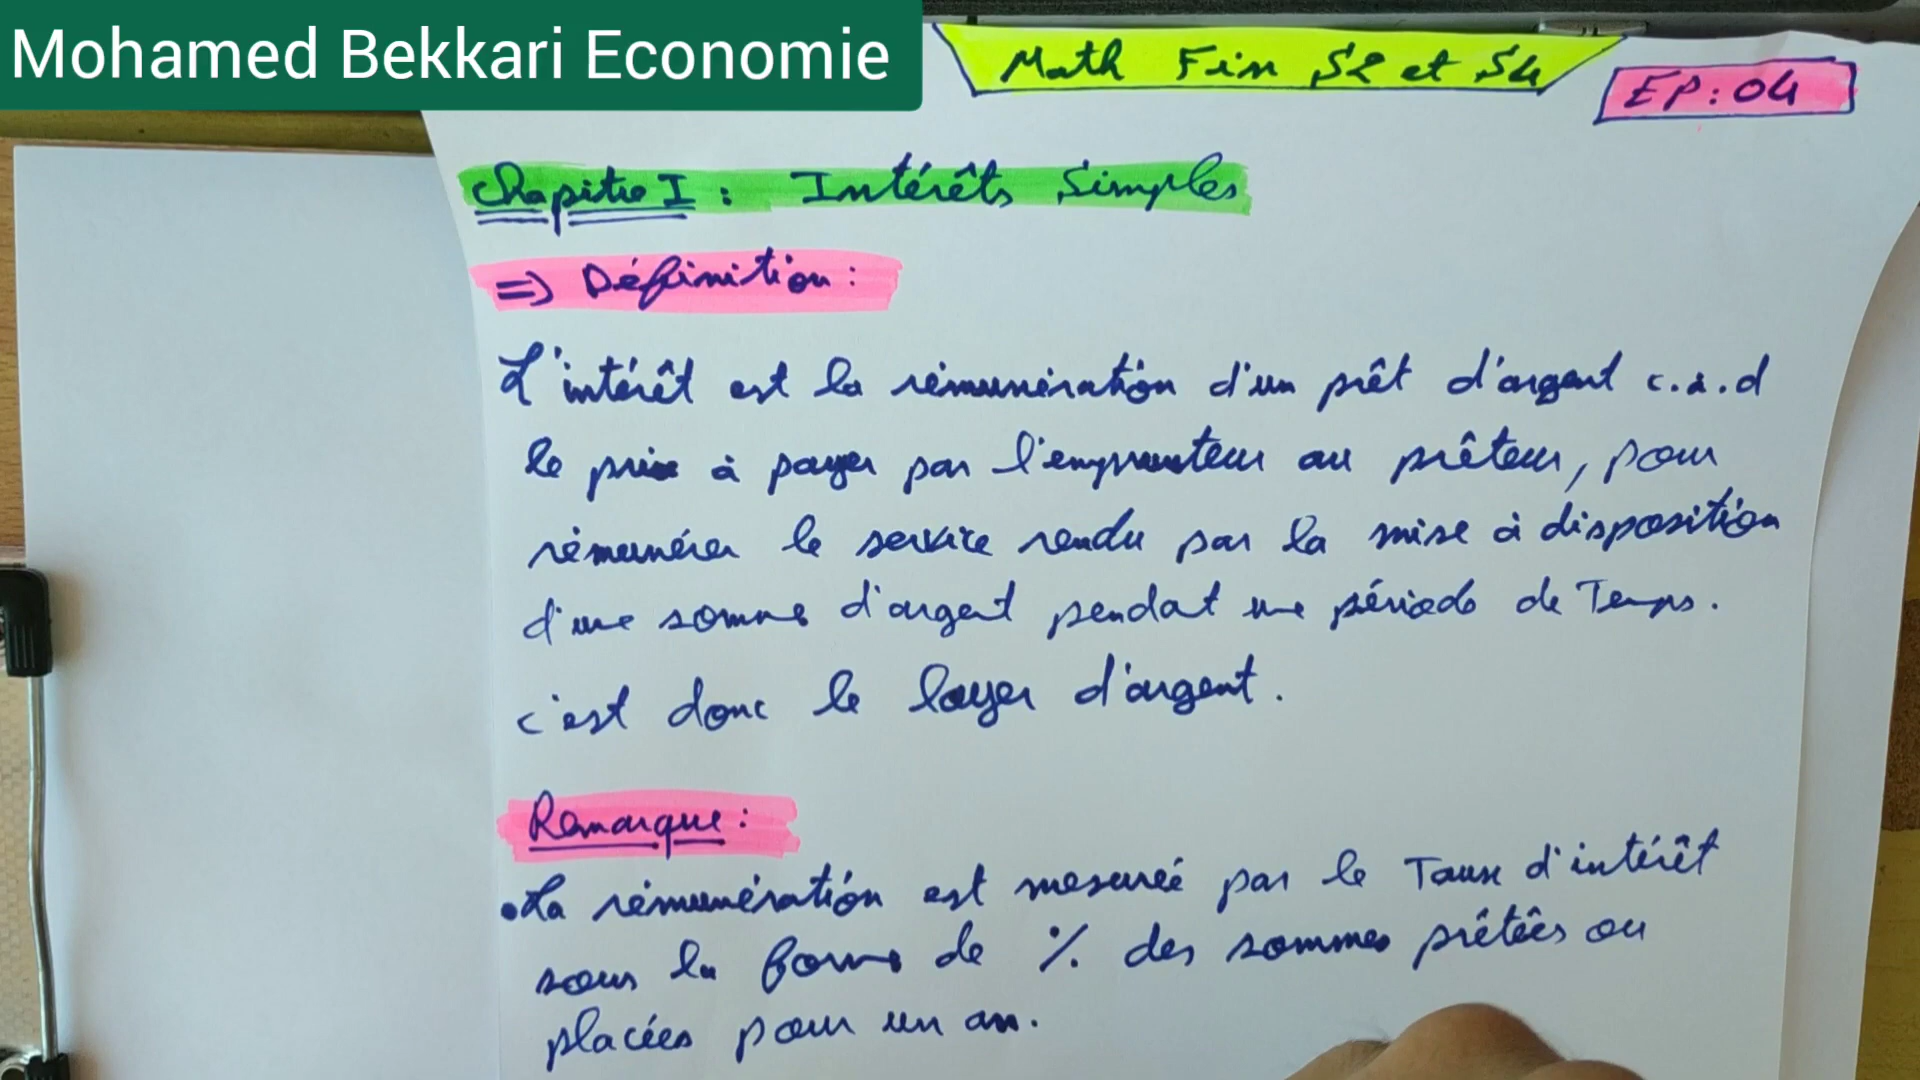 Mohamed Bekkari Economie
Math Fin S2 et S4
EP: 04
Chapitre I : Intérêts Simples
=> Définition :
L'intérêt est la rémunération d'un prêt d'argent c.à.d
le prix à payer par l'emprunteur au prêteur, pour
rémunérer le service rendu par la mise à disposition
d'une somme d'argent pendat une période de Temps.
c'est donc le loyer d'argent.
Remarque :
• La rémunération est mesurée par le Taux d'intérêt
sous la forme de % des sommes prêtées ou
placées pour un an.